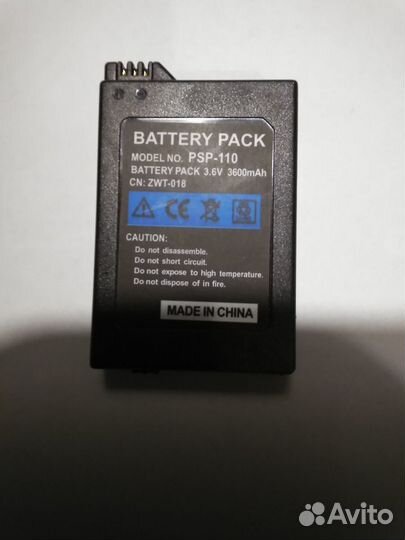 BATTERY PACK
MODEL NO. PSP-110
BATTERY PACK 3.6V 3600mAh
CN: ZWT-018
CE
CAUTION:
Do not disassemble.
Do not short circuit.
Do not expose to high temperature.
Do not dispose of in fire.
MADE IN CHINA
Avito